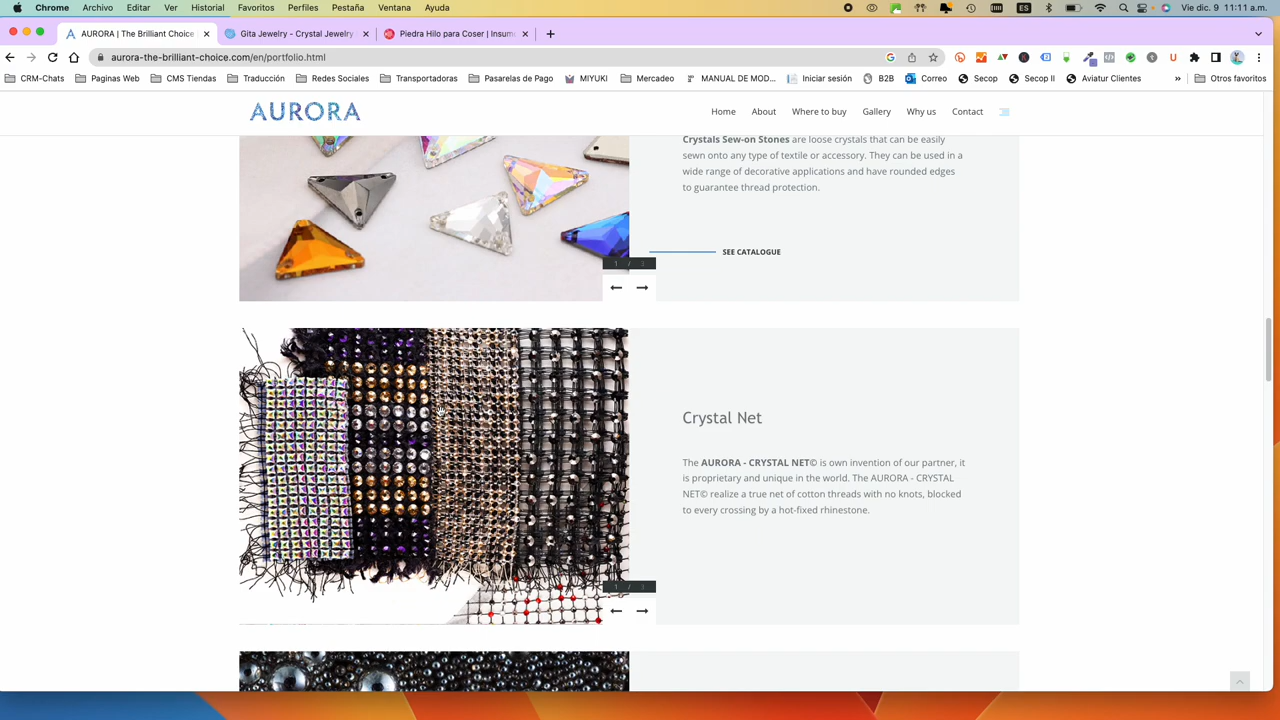 Chrome Archivo Editar Ver Historial Favoritos Perfiles Pestaña Ventana Ayuda
ES Vie dic. 9 11:11 a.m.
AURORA | The Brilliant Choice
Gita Jewelry - Crystal Jewelry
Piedra Hilo para Coser | Insum
aurora-the-brilliant-choice.com/en/portfolio.html
CRM-Chats Paginas Web CMS Tiendas Traducción Redes Sociales Transportadoras Pasarelas de Pago MIYUKI Mercadeo MANUAL DE MOD... Iniciar sesión B2B Correo Secop Secop II Aviatur Clientes » Otros favoritos
AURORA
Home About Where to buy Gallery Why us Contact
Crystals Sew-on Stones are loose crystals that can be easily
sewn onto any type of textile or accessory. They can be used in a
wide range of decorative applications and have rounded edges
to guarantee thread protection.
SEE CATALOGUE
Crystal Net
The AURORA - CRYSTAL NET© is own invention of our partner, it
is proprietary and unique in the world. The AURORA - CRYSTAL
NET© realize a true net of cotton threads with no knots, blocked
to every crossing by a hot-fixed rhinestone.